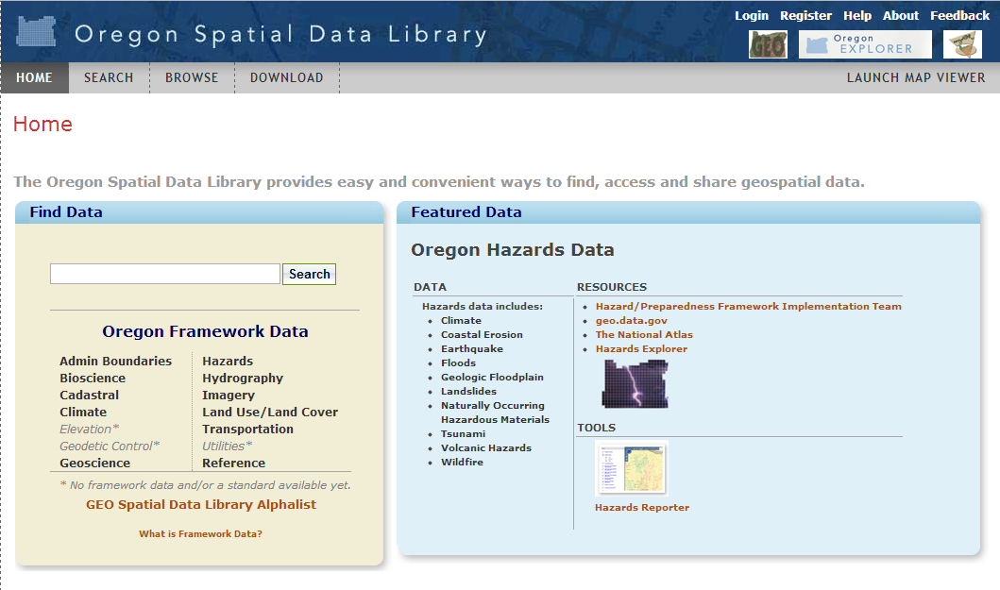 Login Register Help About Feedback
Oregon Spatial Data Library
GEO
Oregon
EXPLORER
HOME SEARCH BROWSE DOWNLOAD LAUNCH MAP VIEWER
Home
The Oregon Spatial Data Library provides easy and convenient ways to find, access and share geospatial data.
Find Data
Search
Oregon Framework Data
Admin Boundaries
Bioscience
Cadastral
Climate
Elevation*
Geodetic Control*
Geoscience
Hazards
Hydrography
Imagery
Land Use/Land Cover
Transportation
Utilities*
Reference
* No framework data and/or a standard available yet.
GEO Spatial Data Library Alphalist
What is Framework Data?
Featured Data
Oregon Hazards Data
DATA
Hazards data includes:
Climate
Coastal Erosion
Earthquake
Floods
Geologic Floodplain
Landslides
Naturally Occurring
Hazardous Materials
Tsunami
Volcanic Hazards
Wildfire
RESOURCES
Hazard/Preparedness Framework Implementation Team
geo.data.gov
The National Atlas
Hazards Explorer
TOOLS
Hazards Reporter